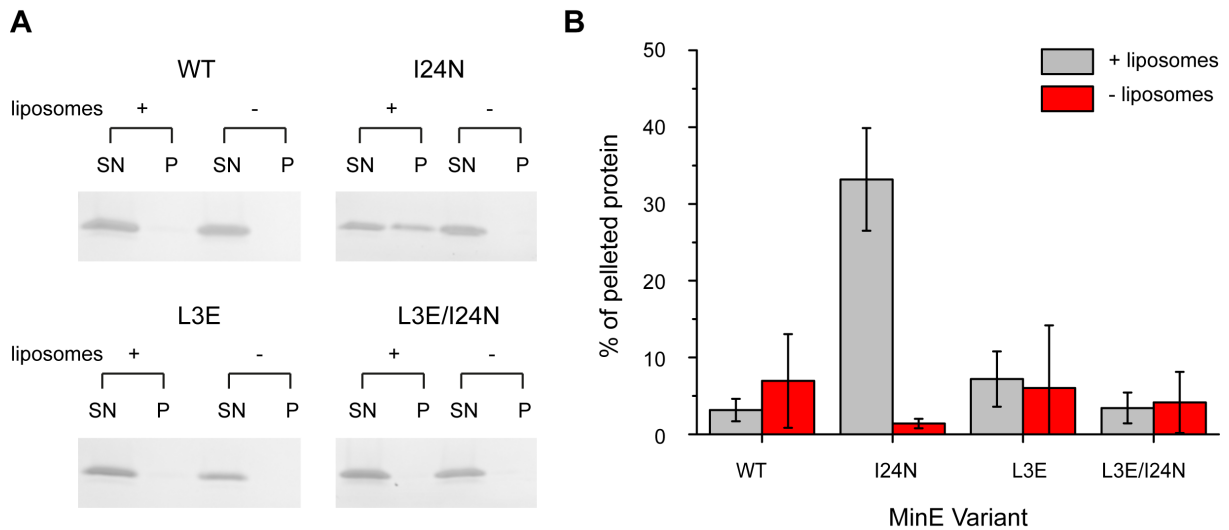 A
WT
liposomes + -
SN P SN P
I24N
+ -
SN P SN P
L3E
liposomes + -
SN P SN P
L3E/I24N
+ -
SN P SN P
B
50
40
30
20
10
0
% of pelleted protein
+ liposomes
- liposomes
WT I24N L3E L3E/I24N
MinE Variant